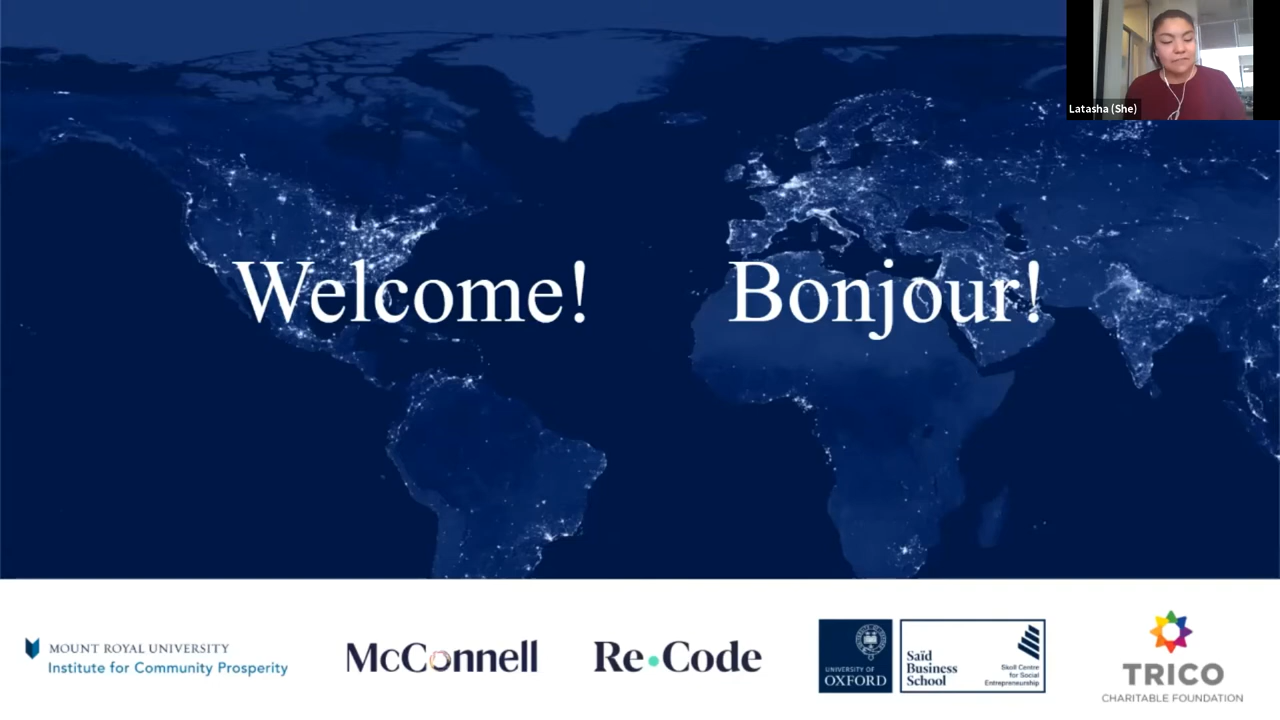 Latasha (She)
Welcome! Bonjour!
MOUNT ROYAL UNIVERSITY
Institute for Community Prosperity
McConnell
Re•Code
UNIVERSITY OF
OXFORD
Saïd
Business
School
Skoll Centre
for Social
Entrepreneurship
TRICO
CHARITABLE FOUNDATION